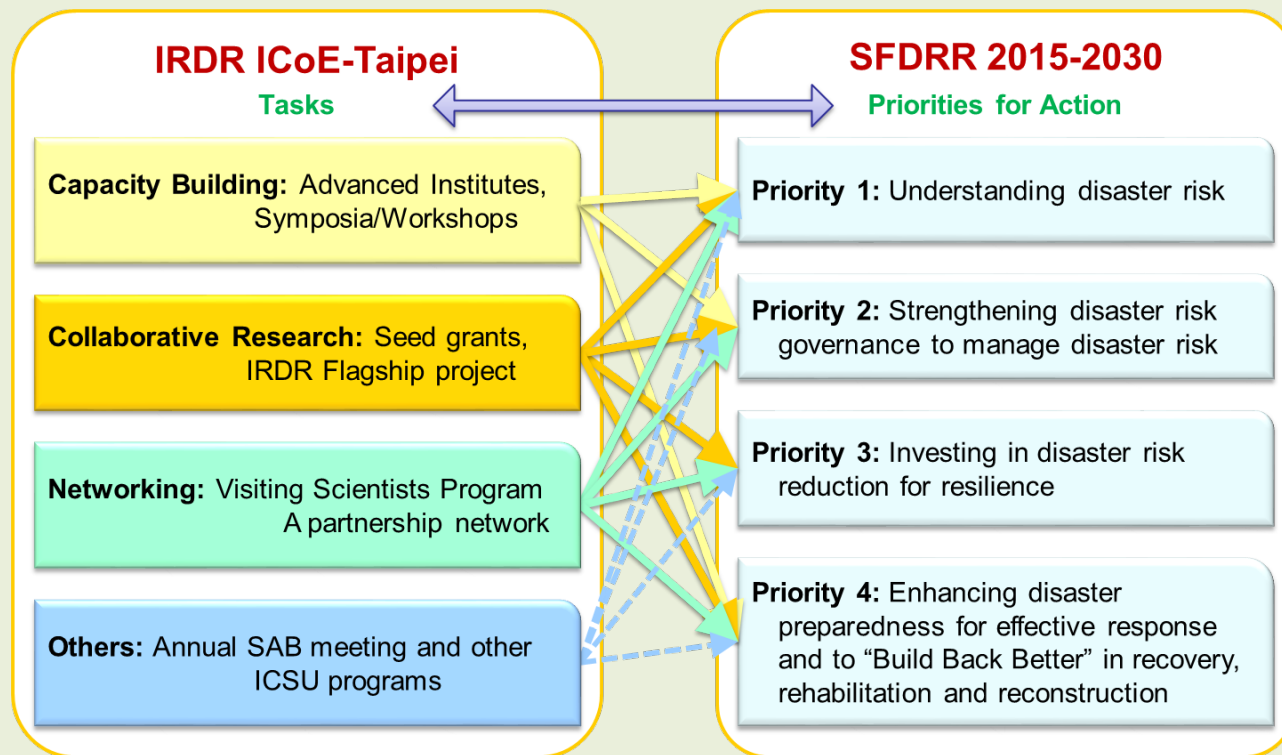 IRDR ICoE-Taipei
Tasks
Capacity Building: Advanced Institutes,
Symposia/Workshops
Collaborative Research: Seed grants,
IRDR Flagship project
Networking: Visiting Scientists Program
A partnership network
Others: Annual SAB meeting and other
ICSU programs
SFDRR 2015-2030
Priorities for Action
Priority 1: Understanding disaster risk
Priority 2: Strengthening disaster risk
governance to manage disaster risk
Priority 3: Investing in disaster risk
reduction for resilience
Priority 4: Enhancing disaster
preparedness for effective response
and to “Build Back Better” in recovery,
rehabilitation and reconstruction